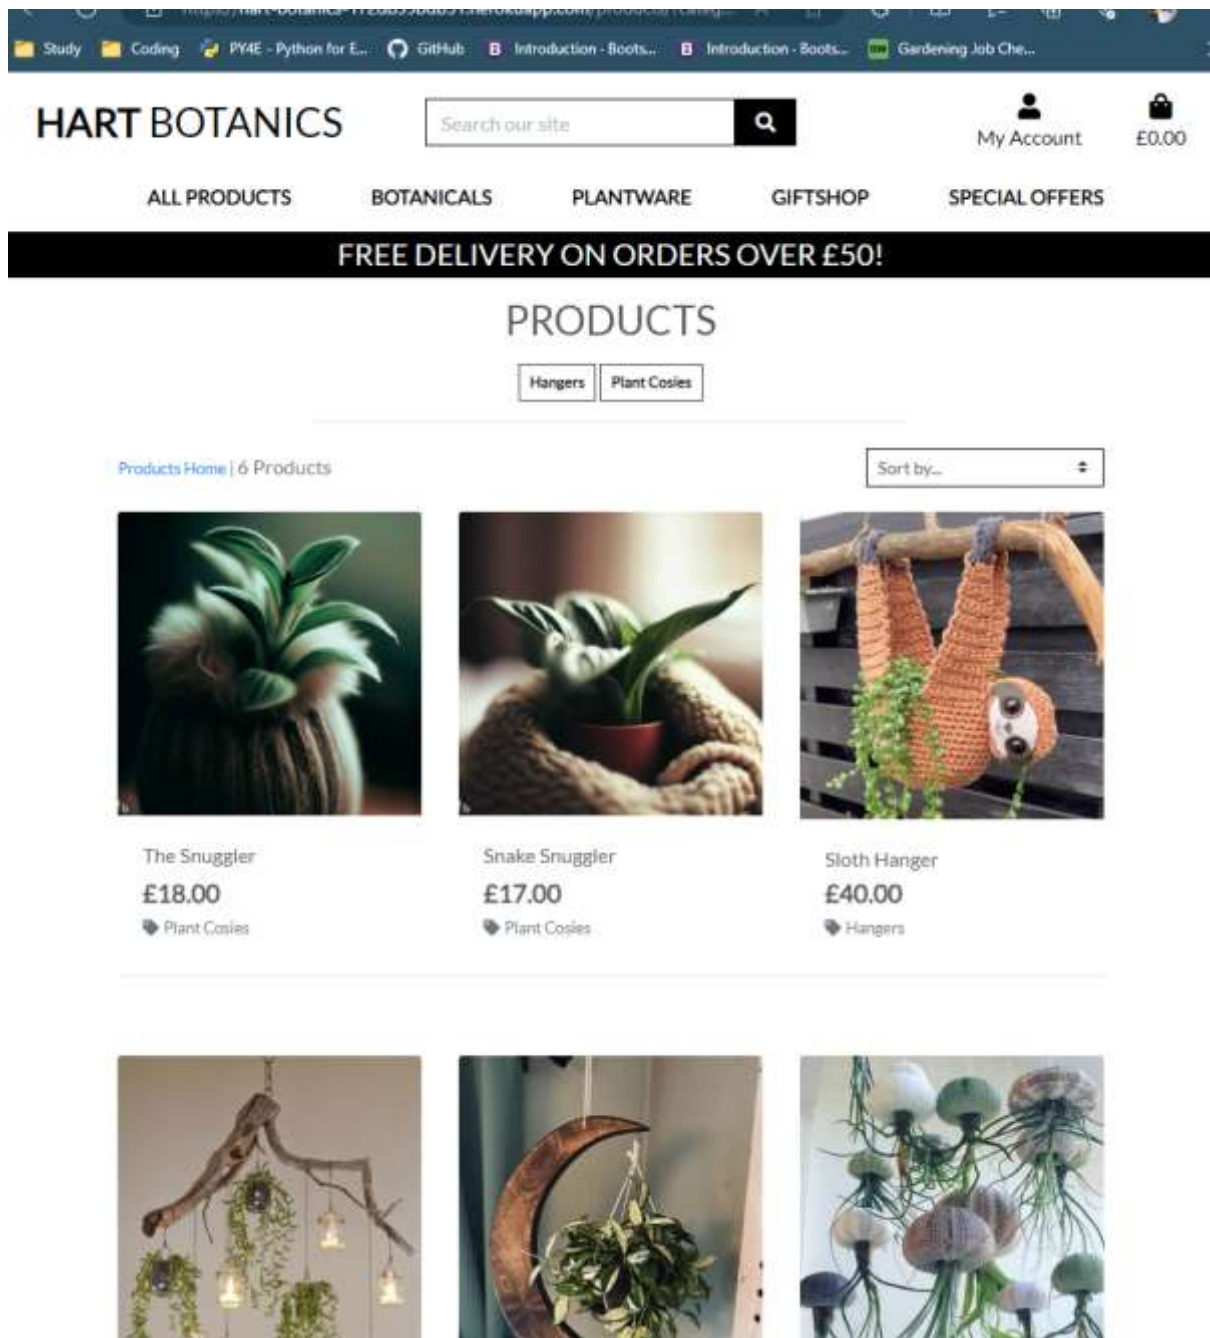 Study Coding PY4E - Python for E... GitHub Introduction - Boots... Introduction - Boots... Gardening Job Che...
HART BOTANICS
Search our site
My Account
£0.00
ALL PRODUCTS BOTANICALS PLANTWARE GIFTSHOP SPECIAL OFFERS
FREE DELIVERY ON ORDERS OVER £50!
PRODUCTS
Hangers Plant Cosies
Products Home | 6 Products
Sort by...
The Snuggler
£18.00
Plant Cosies
Snake Snuggler
£17.00
Plant Cosies
Sloth Hanger
£40.00
Hangers